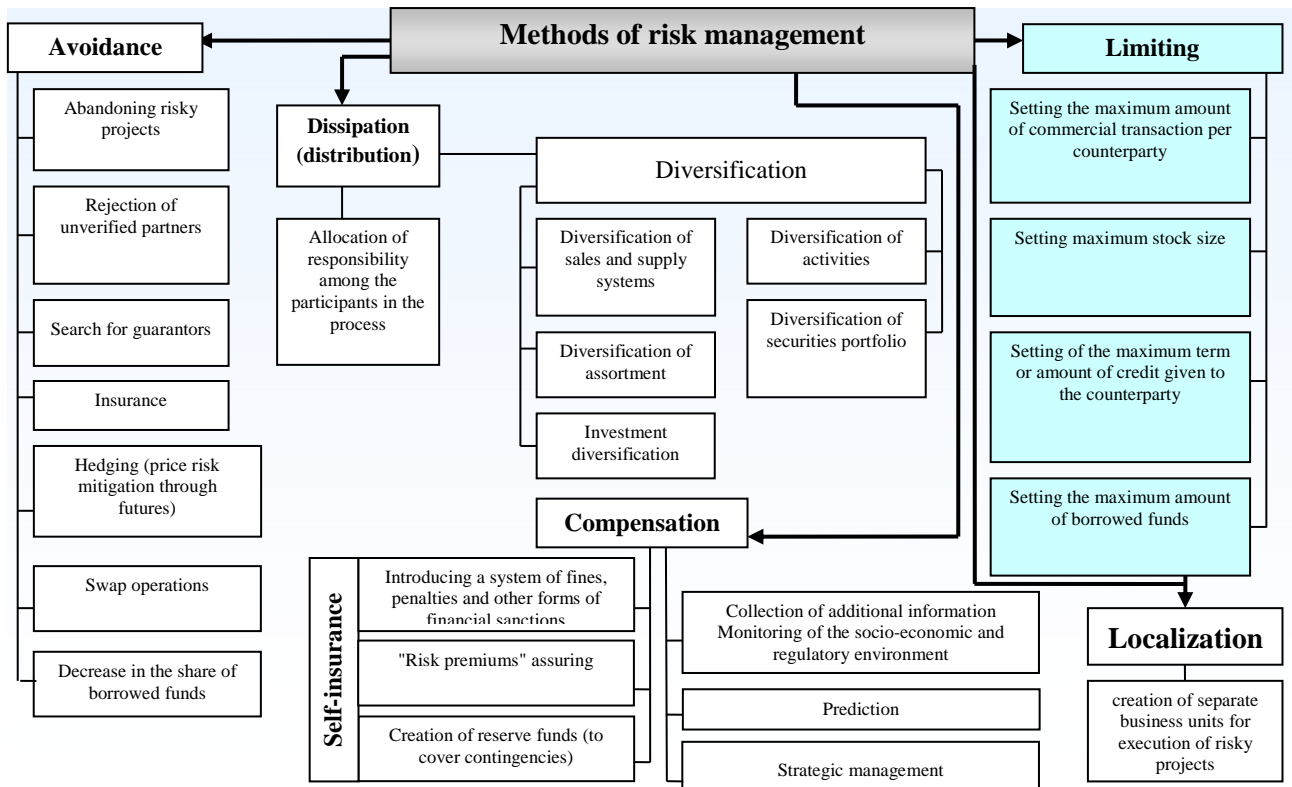 Methods of risk management
Avoidance
Abandoning risky
projects
Rejection of
unverified partners
Search for guarantors
Insurance
Hedging (price risk
mitigation through
futures)
Swap operations
Decrease in the share of
borrowed funds
Dissipation
(distribution)
Allocation of
responsibility
among the
participants in the
process
Diversification
Diversification of
sales and supply
systems
Diversification of
assortment
Investment
diversification
Diversification of
activities
Diversification of
securities portfolio
Compensation
Self-insurance
Introducing a system of fines,
penalties and other forms of
financial sanctions
"Risk premiums" assuring
Creation of reserve funds (to
cover contingencies)
Collection of additional information
Monitoring of the socio-economic and
regulatory environment
Prediction
Strategic management
Limiting
Setting the maximum amount
of commercial transaction per
counterparty
Setting maximum stock size
Setting of the maximum term
or amount of credit given to
the counterparty
Setting the maximum amount
of borrowed funds
Localization
creation of separate
business units for
execution of risky
projects